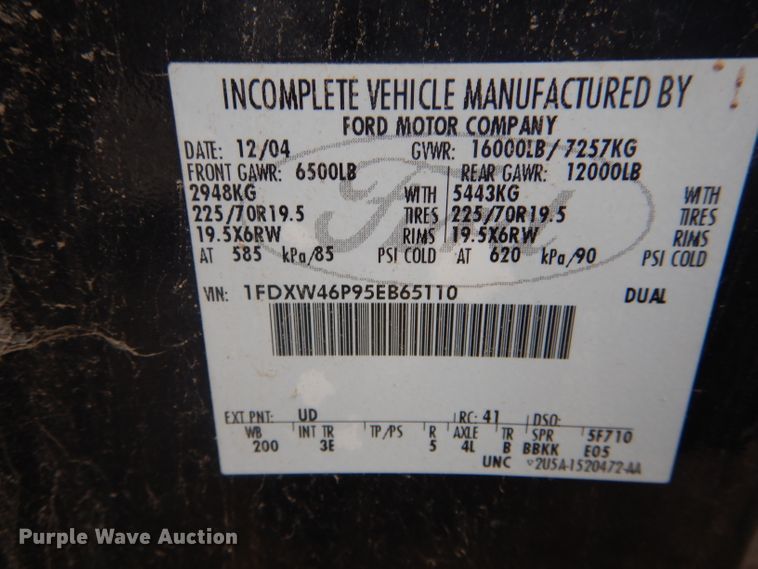 INCOMPLETE VEHICLE MANUFACTURED BY
FORD MOTOR COMPANY
DATE: 12/04 GVWR: 16000LB/7257KG
FRONT GAWR: 6500LB REAR GAWR: 12000LB
2948KG WITH 5443KG WITH
225/70R19.5 TIRES 225/70R19.5 TIRES
19.5X6RW RIMS 19.5X6RW RIMS
AT 585 kPa/85 PSI COLD AT 620 kPa/90 PSI COLD
VIN: 1FDXW46P95EB65110 DUAL
Ford
EXT PNT: UD RC: 41 DSO:
WB INT TR TP/PS R AXLE TR SPR 5F710
200 3E 5 4L B BBKK E05
UNC 2U5A-1520472-AA
Purple Wave Auction